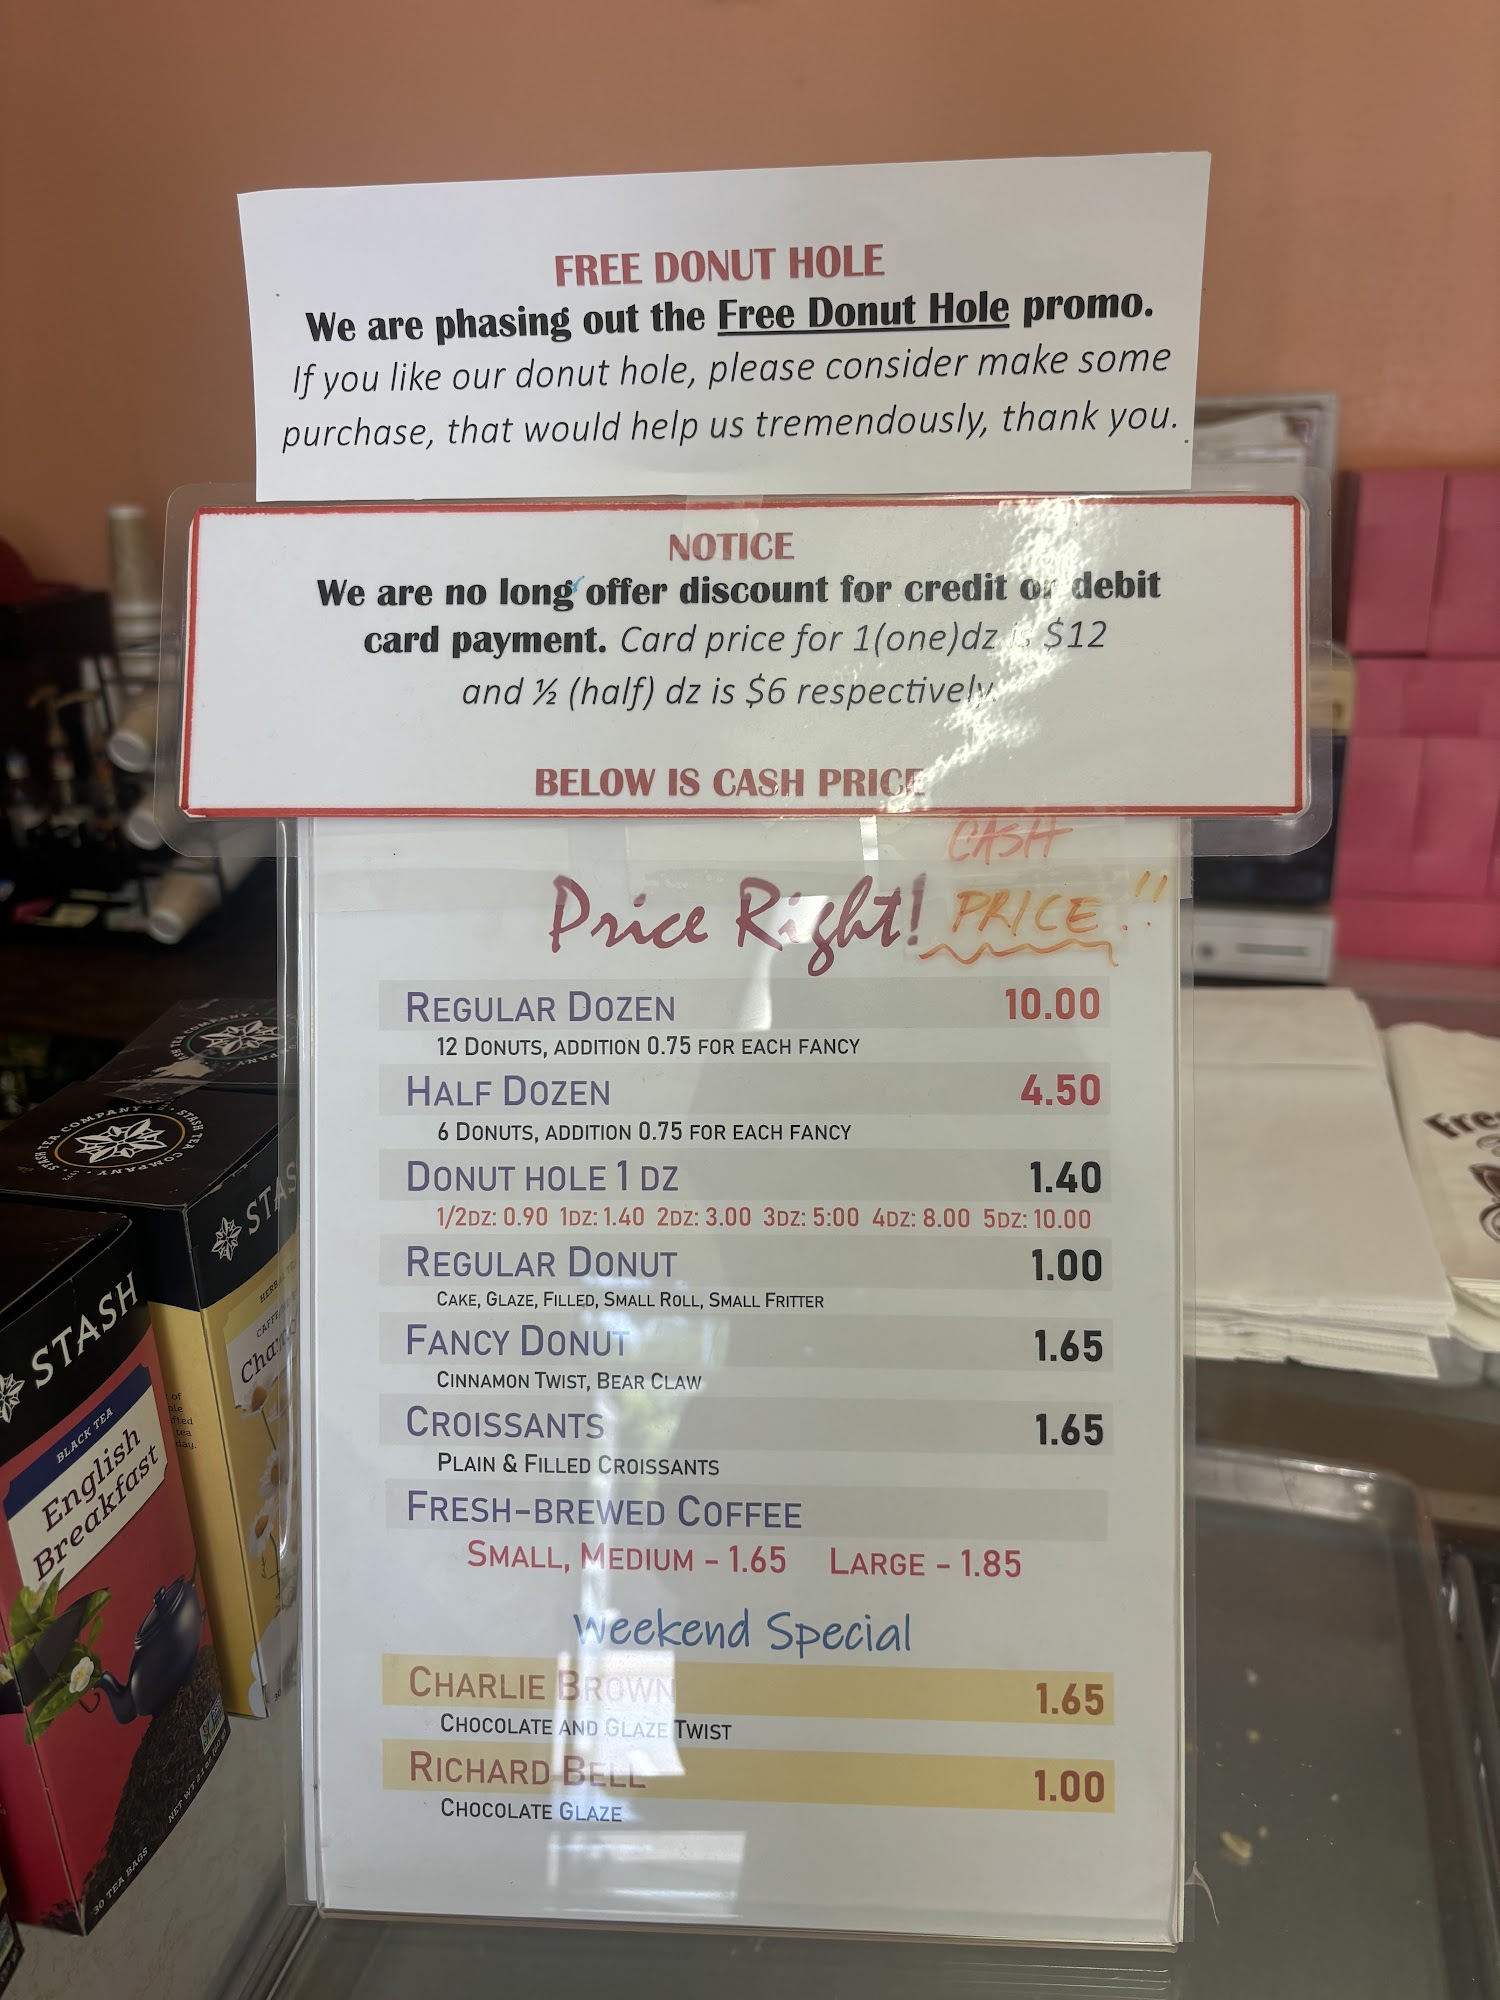 FREE DONUT HOLE
We are phasing out the Free Donut Hole promo.
If you like our donut hole, please consider make some
purchase, that would help us tremendously, thank you.
NOTICE
We are no long offer discount for credit or debit
card payment. Card price for 1(one)dz is $12
and ½ (half) dz is $6 respectively.
BELOW IS CASH PRICE
CASH
Price Right! PRICE!!
REGULAR DOZEN 10.00
12 DONUTS, ADDITION 0.75 FOR EACH FANCY
HALF DOZEN 4.50
6 DONUTS, ADDITION 0.75 FOR EACH FANCY
DONUT HOLE 1 DZ 1.40
1/2DZ: 0.90 1DZ: 1.40 2DZ: 3.00 3DZ: 5:00 4DZ: 8.00 5DZ: 10.00
REGULAR DONUT 1.00
CAKE, GLAZE, FILLED, SMALL ROLL, SMALL FRITTER
FANCY DONUT 1.65
CINNAMON TWIST, BEAR CLAW
CROISSANTS 1.65
PLAIN & FILLED CROISSANTS
FRESH-BREWED COFFEE
SMALL, MEDIUM - 1.65 LARGE - 1.85
Weekend Special
CHARLIE BROWN 1.65
CHOCOLATE AND GLAZE TWIST
RICHARD BELL 1.00
CHOCOLATE GLAZE
STASH TEA COMPANY
STASH
BLACK TEA
English
Breakfast
30 TEA BAGS